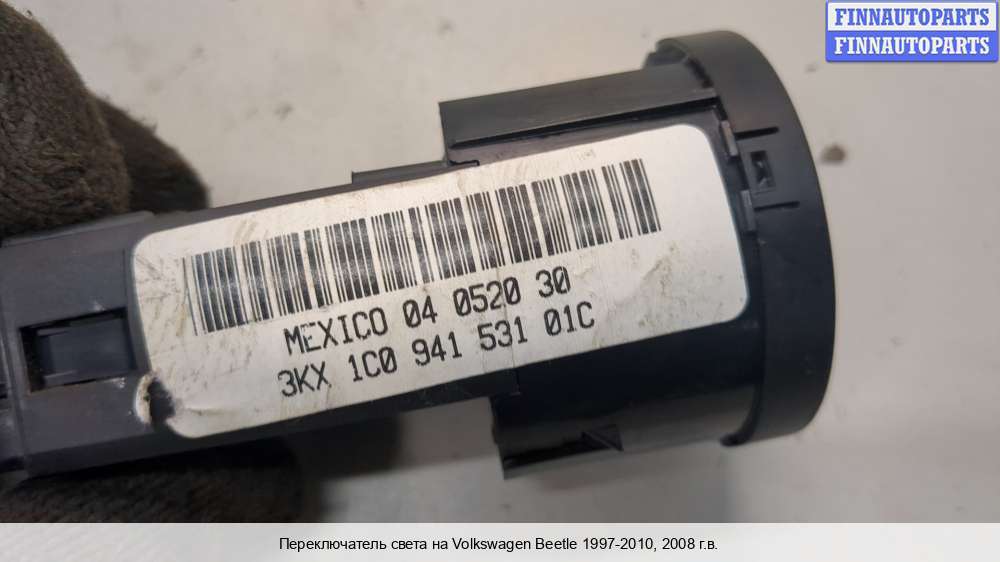 FINNAUTOPARTS
FINNAUTOPARTS
MEXICO 04 0520 30
3KX 1C0 941 531 01C
Переключатель света на Volkswagen Beetle 1997-2010, 2008 г.в.